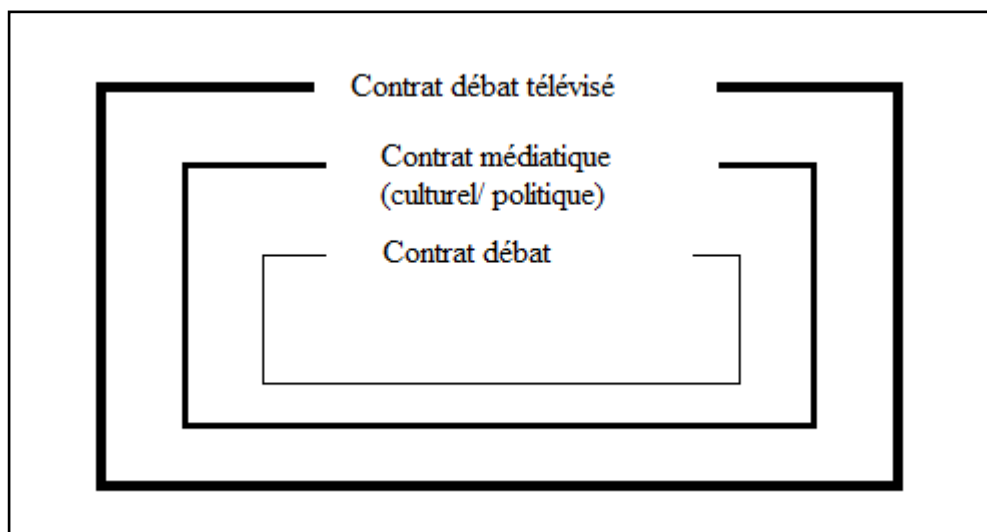 Contrat débat télévisé
Contrat médiatique
(culturel/ politique)
Contrat débat